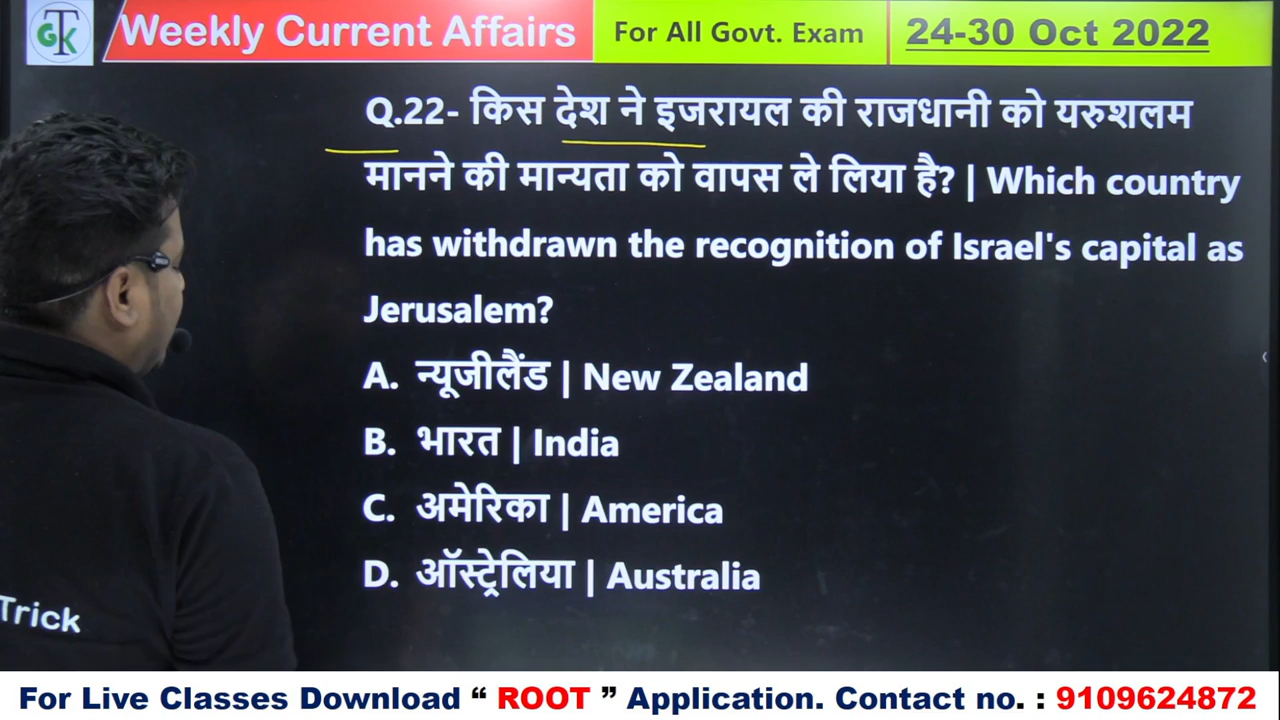 GTK
Weekly Current Affairs
For All Govt. Exam
24-30 Oct 2022
Q.22- किस देश ने इजरायल की राजधानी को यरुशलम
मानने की मान्यता को वापस ले लिया है? | Which country
has withdrawn the recognition of Israel's capital as
Jerusalem?
A. न्यूजीलैंड | New Zealand
B. भारत | India
C. अमेरिका | America
D. ऑस्ट्रेलिया | Australia
Trick
For Live Classes Download “ ROOT ” Application. Contact no. : 9109624872